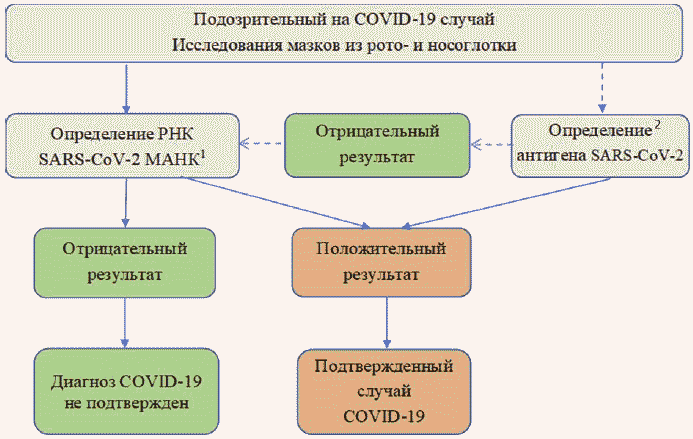 Подозрительный на COVID-19 случай
Исследования мазков из рото- и носоглотки
Определение РНК
SARS-CoV-2 МАНК¹
Отрицательный
результат
Определение²
антигена SARS-CoV-2
Отрицательный
результат
Положительный
результат
Диагноз COVID-19
не подтвержден
Подтвержденный
случай
COVID-19